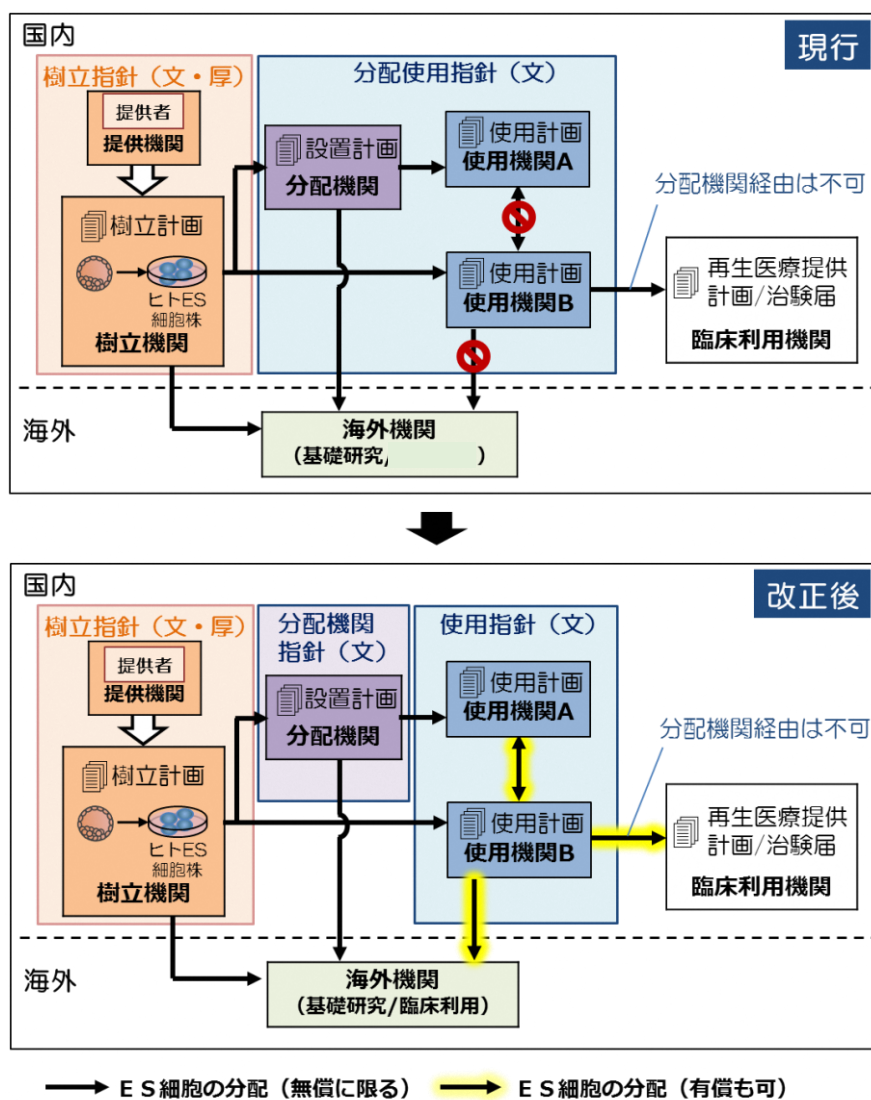 国内
現行
樹立指針（文・厚）
分配使用指針（文）
提供者
提供機関
設置計画
分配機関
使用計画
使用機関A
分配機関経由は不可
樹立計画
ヒトES
細胞株
樹立機関
使用計画
使用機関B
再生医療提供
計画/治験届
臨床利用機関
海外
海外機関
（基礎研究/ ）
国内
改正後
樹立指針（文・厚）
分配機関
指針（文）
使用指針（文）
提供者
提供機関
設置計画
分配機関
使用計画
使用機関A
分配機関経由は不可
樹立計画
ヒトES
細胞株
樹立機関
使用計画
使用機関B
再生医療提供
計画/治験届
臨床利用機関
海外
海外機関
（基礎研究/臨床利用）
ＥＳ細胞の分配（無償に限る）
ＥＳ細胞の分配（有償も可）